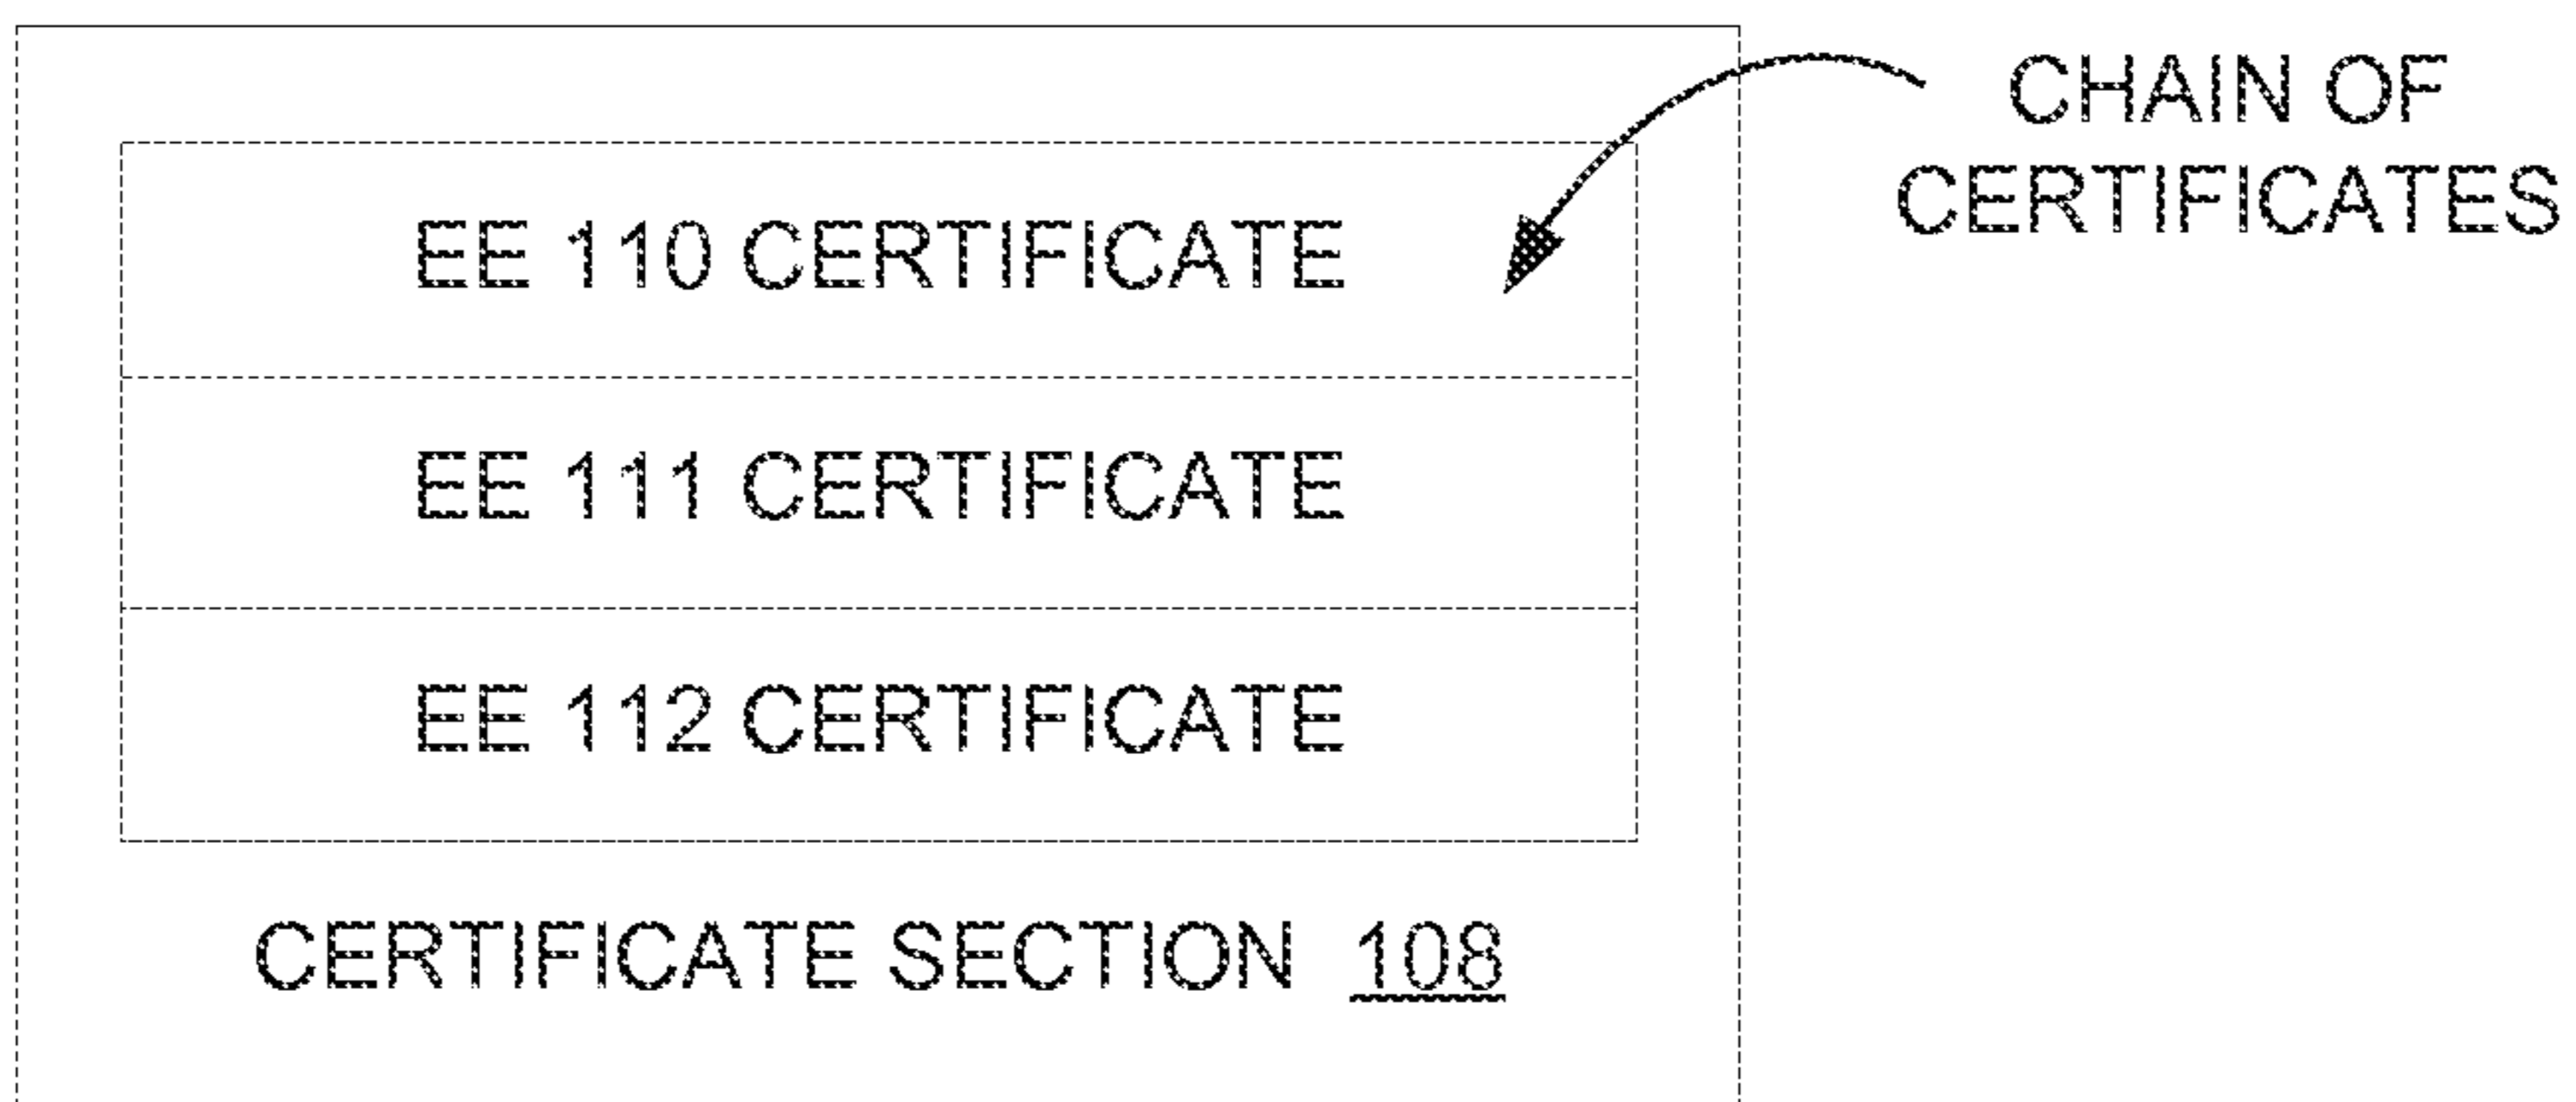 CHAIN OF
CERTIFICATES
EE 110 CERTIFICATE
EE 111 CERTIFICATE
EE 112 CERTIFICATE
CERTIFICATE SECTION 108